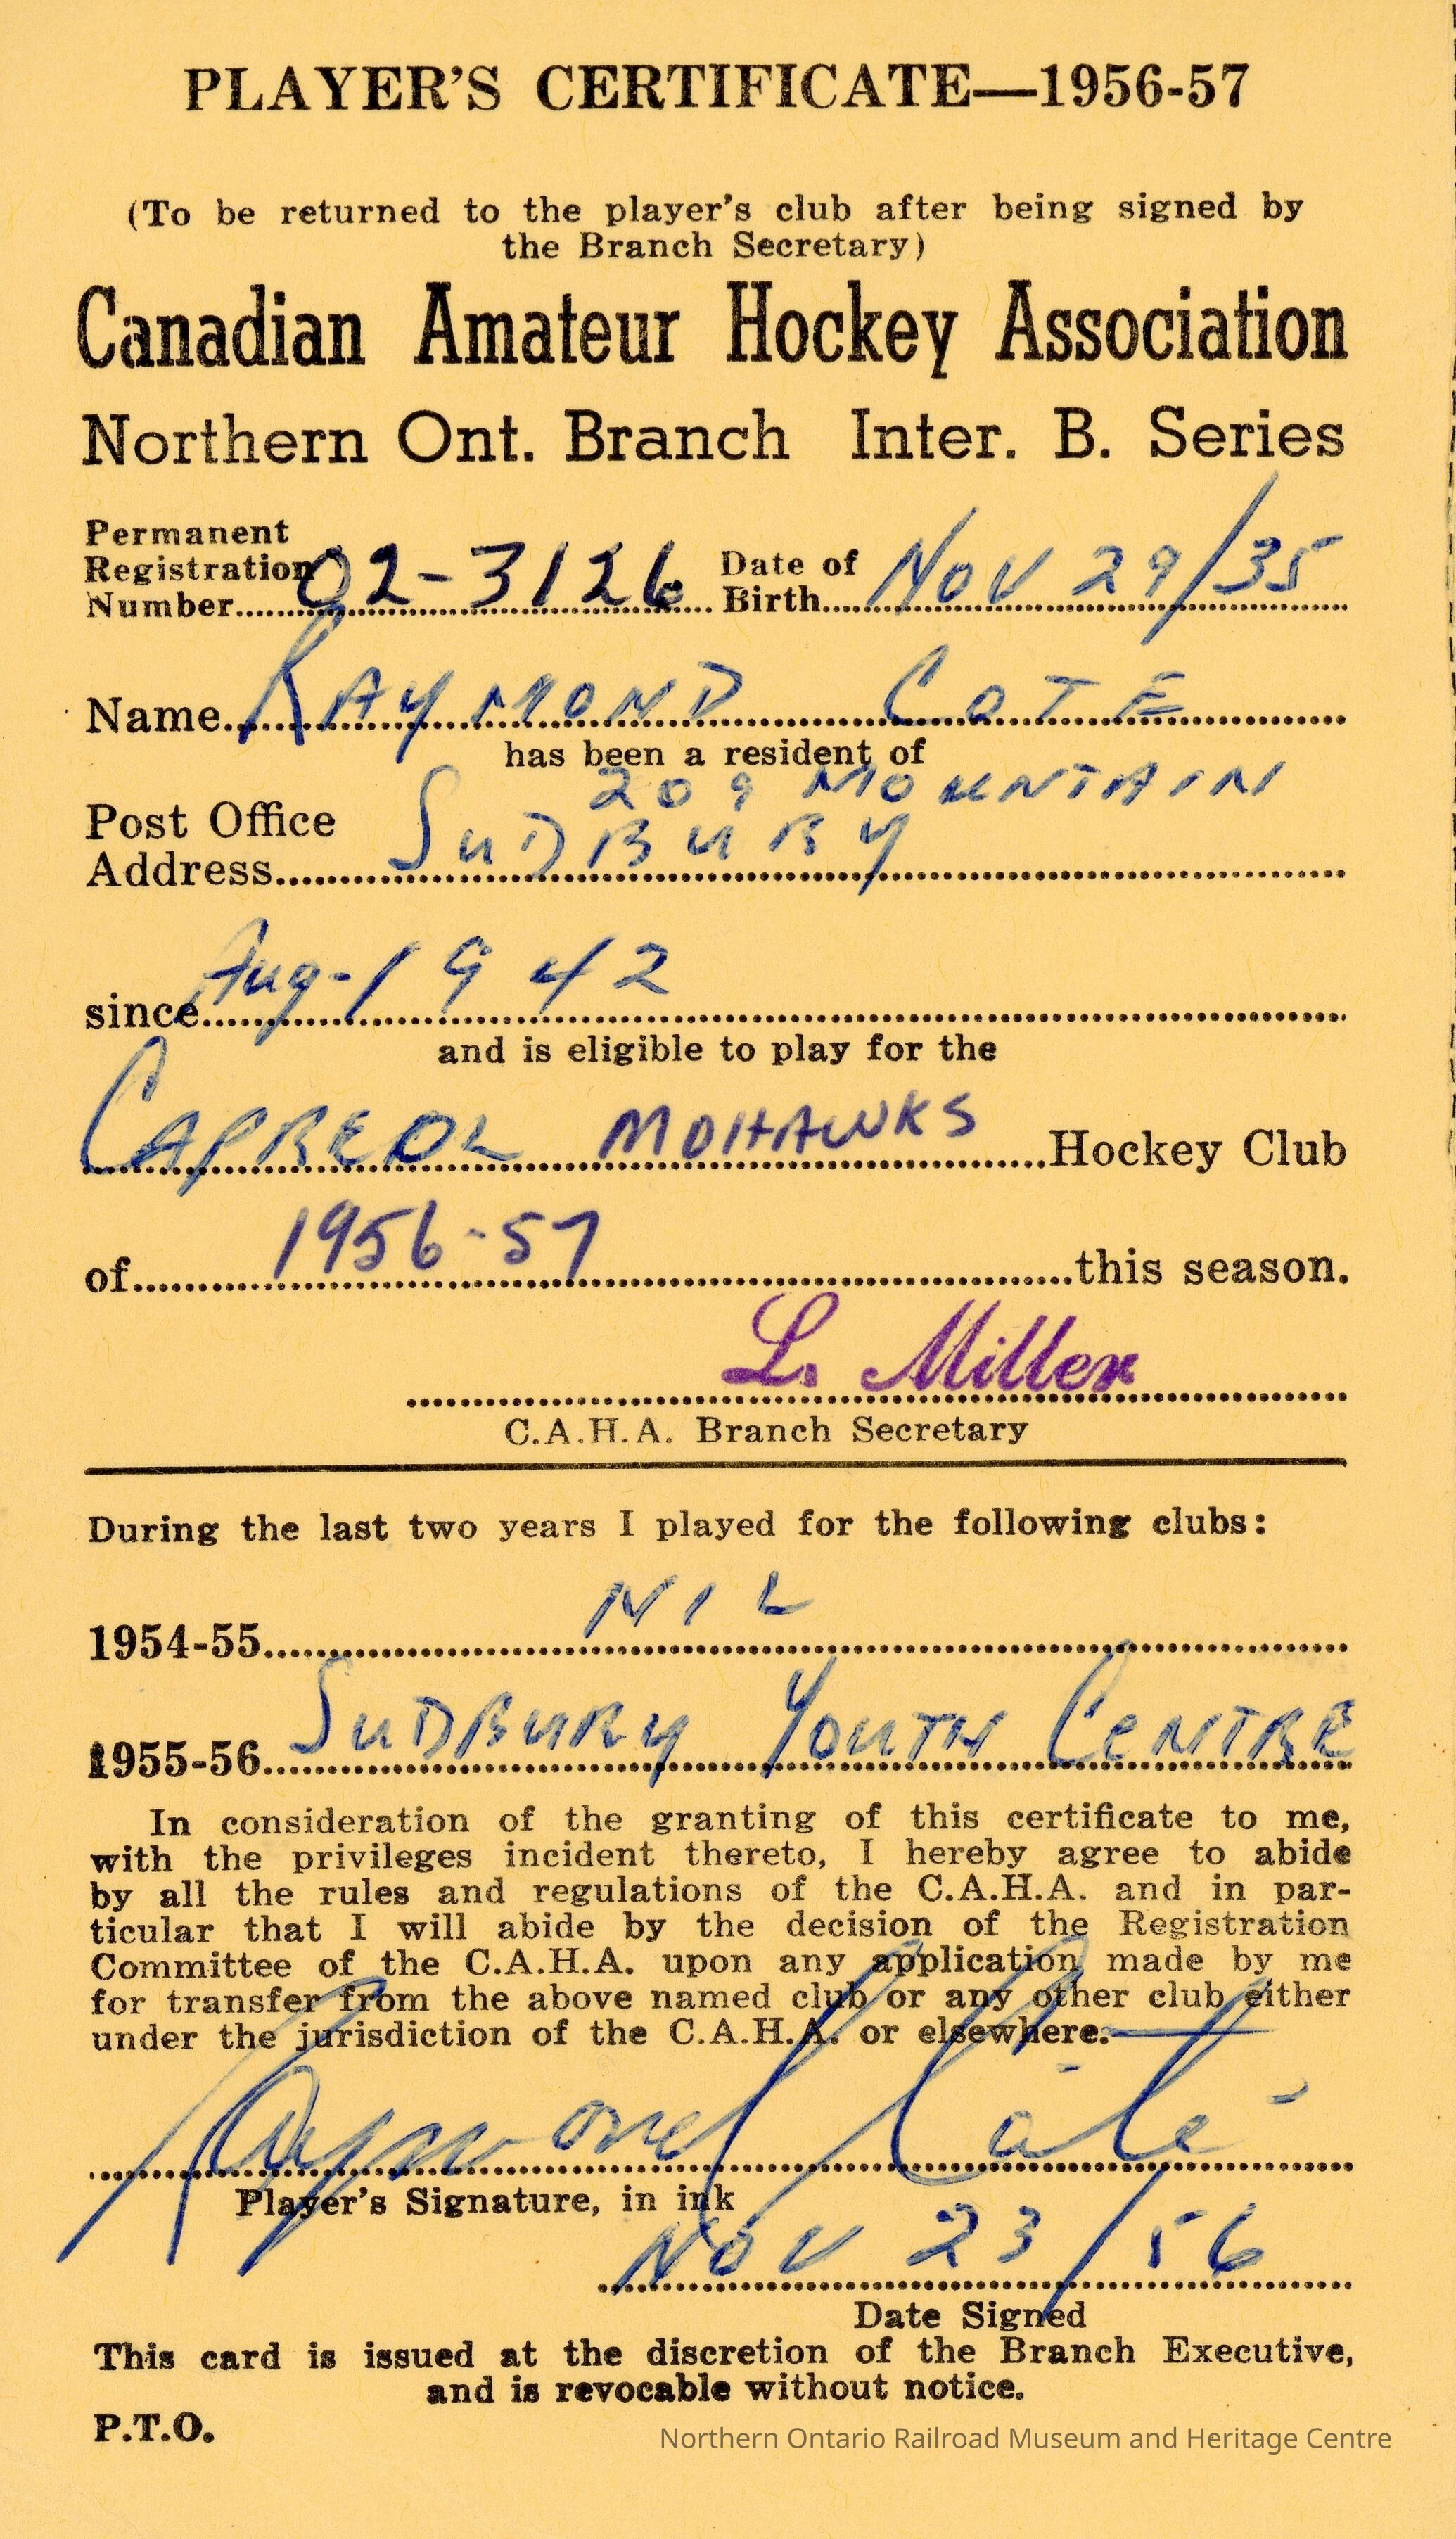 PLAYER'S CERTIFICATE—1956-57
(To be returned to the player's club after being signed by
the Branch Secretary)
Canadian Amateur Hockey Association
Northern Ont. Branch Inter. B. Series
Permanent
Registration
Number 02-3126 Date of
Birth Nov 29/35
Name RAYMOND COTE
has been a resident of
209 MOUNTAIN
Post Office
Address SUDBURY
since Aug-1942
and is eligible to play for the
CAPREOL MOHAWKS Hockey Club
of 1956-57 this season.
L. Miller
C.A.H.A. Branch Secretary
During the last two years I played for the following clubs:
1954-55 NIL
1955-56 SUDBURY YOUTH CENTRE
In consideration of the granting of this certificate to me,
with the privileges incident thereto, I hereby agree to abide
by all the rules and regulations of the C.A.H.A. and in par-
ticular that I will abide by the decision of the Registration
Committee of the C.A.H.A. upon any application made by me
for transfer from the above named club or any other club either
under the jurisdiction of the C.A.H.A. or elsewhere.
Raymond Côté
Player's Signature, in ink
NOV 23/56
Date Signed
This card is issued at the discretion of the Branch Executive,
and is revocable without notice.
P.T.O.
Northern Ontario Railroad Museum and Heritage Centre